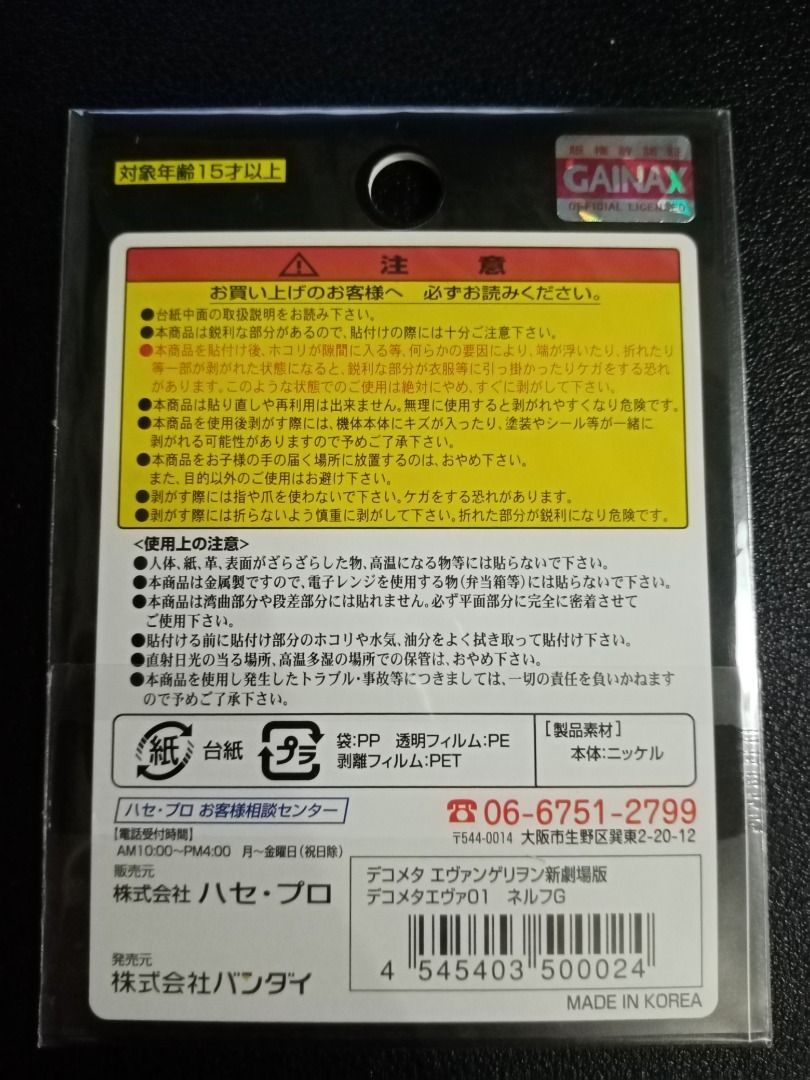 対象年齢15才以上
版権許諾証
GAINAX
OFFICIAL LICENSED
注 意
お買い上げのお客様へ 必ずお読みください。
●台紙中面の取扱説明をお読み下さい。
●本商品は鋭利な部分があるので、貼付けの際には十分ご注意下さい。
●本商品を貼付け後、ホコリが隙間に入る等、何らかの要因により、端が浮いたり、折れたり
等一部が剥がれた状態になると、鋭利な部分が衣服等に引っ掛かったりケガをする恐れ
があります。このような状態でのご使用は絶対にやめ、すぐに剥がして下さい。
●本商品は貼り直しや再利用は出来ません。無理に使用すると剥がれやすくなり危険です。
●本商品を使用後剥がす際には、機体本体にキズが入ったり、塗装やシール等が一緒に
剥がれる可能性がありますので予めご了承下さい。
●本商品をお子様の手の届く場所に放置するのは、おやめ下さい。
また、目的以外のご使用はお避け下さい。
●剥がす際には指や爪を使わないで下さい。ケガをする恐れがあります。
●剥がす際には折らないよう慎重に剥がして下さい。折れた部分が鋭利になり危険です。
<使用上の注意>
●人体、紙、革、表面がざらざらした物、高温になる物等には貼らないで下さい。
●本商品は金属製ですので、電子レンジを使用する物(弁当箱等)には貼らないで下さい。
●本商品は湾曲部分や段差部分には貼れません。必ず平面部分に完全に密着させて
ご使用下さい。
●貼付ける前に貼付け部分のホコリや水気、油分をよく拭き取って貼付け下さい。
●直射日光の当る場所、高温多湿の場所での保管は、おやめ下さい。
●本商品を使用し発生したトラブル・事故等につきましては、一切の責任を負いかねます
ので予めご了承下さい。
紙 台紙
プラ 袋:PP 透明フィルム:PE
剥離フィルム:PET
[製品素材]
本体:ニッケル
ハセ・プロ お客様相談センター
☎06-6751-2799
【電話受付時間】
AM10:00〜PM4:00 月〜金曜日(祝日除)
〒544-0014 大阪市生野区巽東2-20-12
販売元
株式会社 ハセ・プロ
発売元
株式会社バンダイ
デコメタ エヴァンゲリヲン新劇場版
デコメタエヴァ01 ネルフG
4 545403 500024
MADE IN KOREA